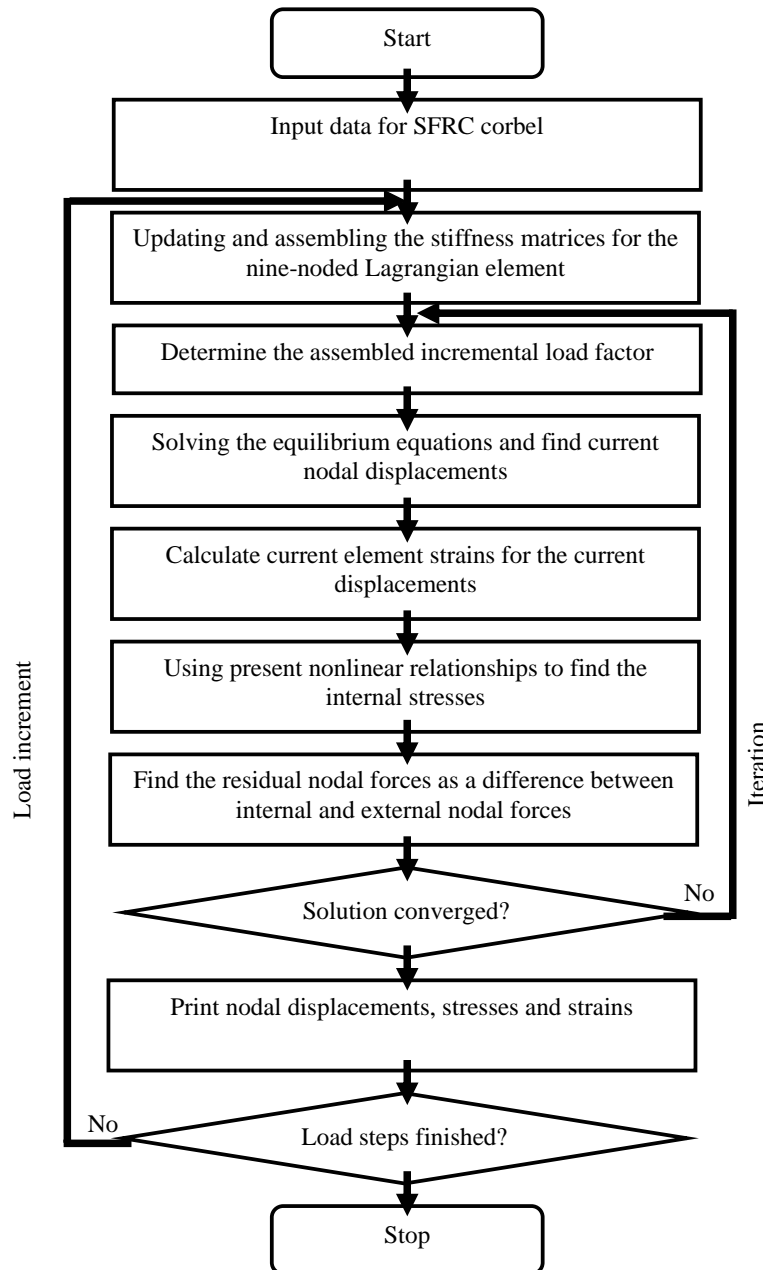 Start
Input data for SFRC corbel
Updating and assembling the stiffness matrices for the
nine-noded Lagrangian element
Determine the assembled incremental load factor
Solving the equilibrium equations and find current
nodal displacements
Calculate current element strains for the current
displacements
Using present nonlinear relationships to find the
internal stresses
Load increment
Iteration
Find the residual nodal forces as a difference between
internal and external nodal forces
Solution converged?
No
Print nodal displacements, stresses and strains
No
Load steps finished?
Stop